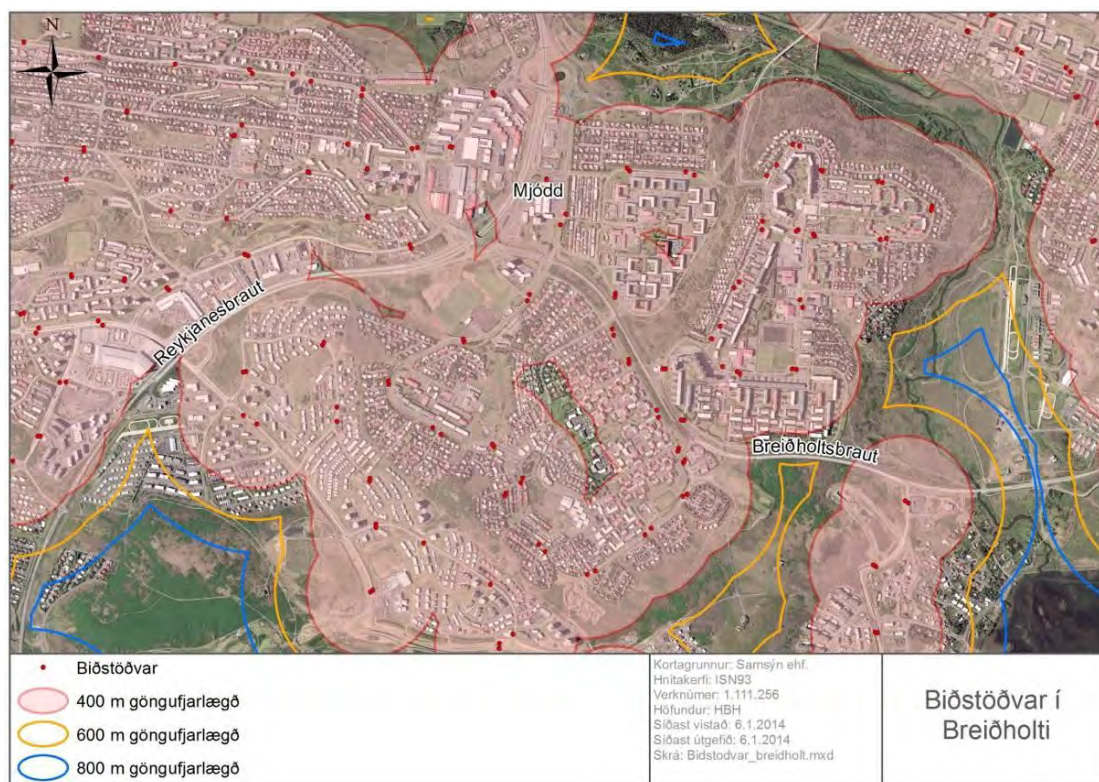 N
Mjódd
Reykjanesbraut
Breiðholtsbraut
Biðstöðvar
400 m göngufjarlægð
600 m göngufjarlægð
800 m göngufjarlægð
Kortagrunnur: Samsýn ehf.
Hnitakerfi: ISN93
Verknúmer: 1.111.256
Höfundur: HBH
Síðast vistað: 6.1.2014
Síðast útgefið: 6.1.2014
Skrá: Bidstodvar_breidholt.mxd
Biðstöðvar í
Breiðholti